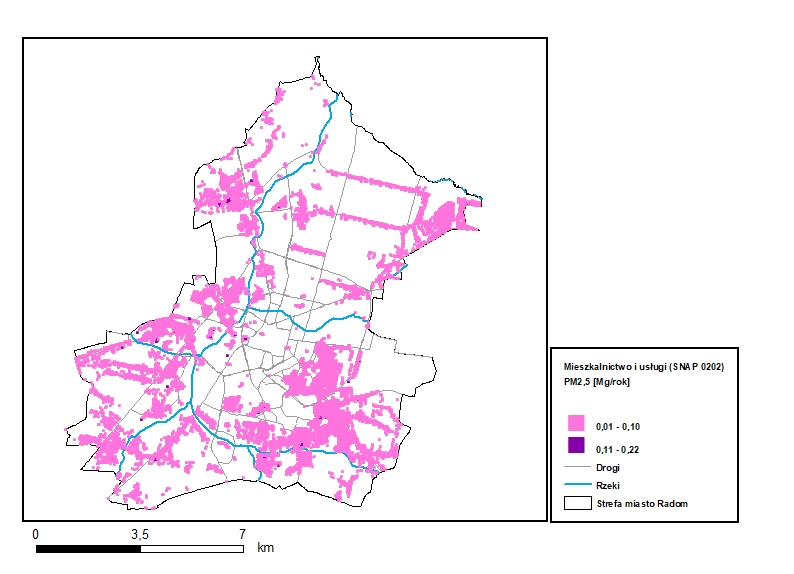 Mieszkalnictwo i usługi (SNAP 0202)
PM2,5 [Mg/rok]
0,01 - 0,10
0,11 - 0,22
Drogi
Rzeki
Strefa miasto Radom
0 3,5 7
km